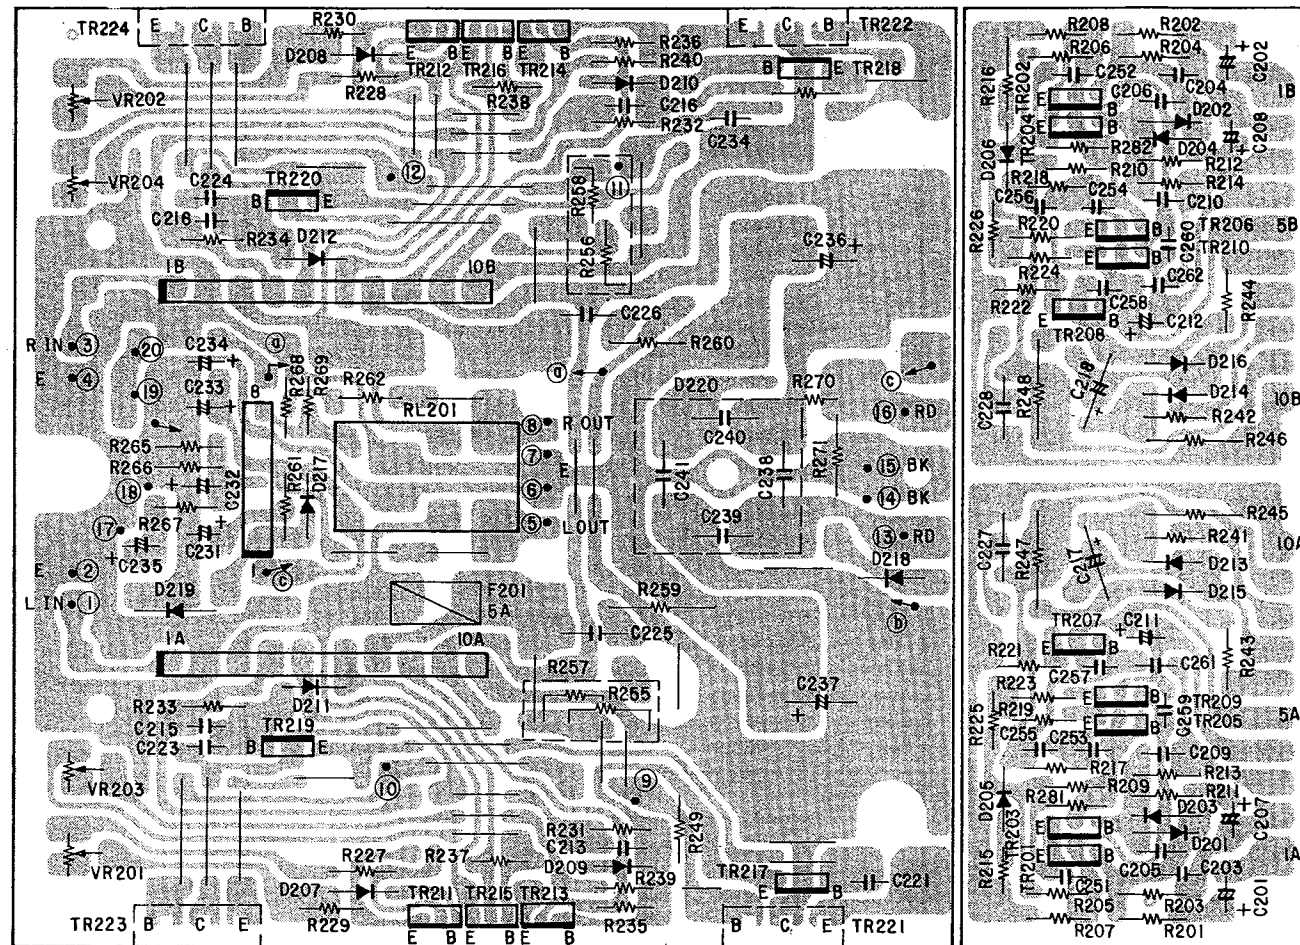 TR224
E C B
R230
D208
R228
E B
TR212 TR216 TR214
E B
R238
R236
R240
D210
C216
R232
E C B
TR222
B E
TR218
C234
VR202
VR204
12
C224
TR220
B E
C216
R234
D212
R258
11
R256
C236 +
1B 10B
C226
R260
R IN 3
E 4
20
19
C234 +
C233 +
a
B
R268
R269
R262
RL201
a
8 R OUT
7 E
6
5 L OUT
D220
C240
C241
C238
C239
R270
R271
c
16 RD
15 BK
14 BK
13 RD
D218
b
R265
R266
18 +
17
R267
C232
C231 +
C235 +
R261
D217
1
c
E 2
L IN 1
D219
F201
5A
R259
C225
1A 10A
R257
R255
C237
+
D211
R233
C215
C223
TR219
B E
10
9
VR203
VR201
R227
D207
R229
R237
R231
C213
D209
R239
R235
R249
TR211 TR215 TR213
E B E B
TR217
E B
C221
TR223
B C E
B C E
TR221
R208 R202
R206 R204
R216
TR202
C252
C206
C204
C202 +
1B
E B
D202
C208 +
TR204
E B
D206
D204
R282
R212
R210
R218
R214
C256
C254
C210
R226
R220
E B
TR206
5B
C260
TR210
R224
E B
R222
C262
C258
R244
E B
TR208
+ C212
C218
+
D216
D214
R242
10B
C228
R248
R246
R245
R241
10A
C227
R247
C217
+
D213
D215
TR207
E B
+ C211
R221
C257
C261
R243
R223
E B
TR209
R225
R219
C259
TR205
5A
E B
C255
C253
C209
R217
R213
R209
R211
D205
R281
D203
C207 +
TR203
E B
D201
E B
1A
R215
TR201
C251
C205
C203
C201 +
R205 R203
R207 R201